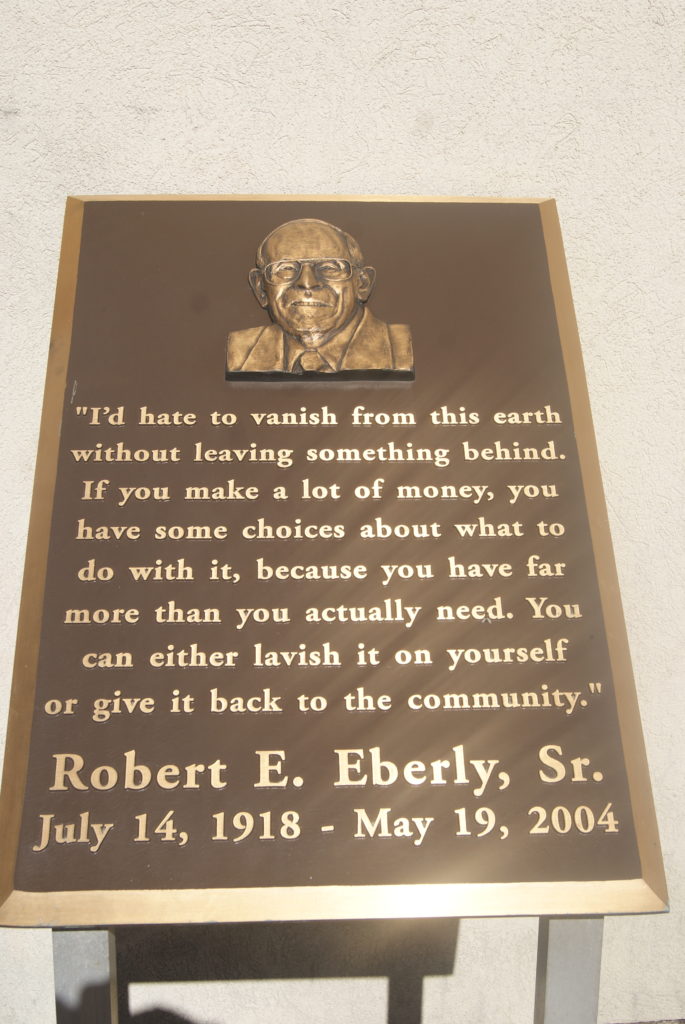 "I'd hate to vanish from this earth
without leaving something behind.
If you make a lot of money, you
have some choices about what to
do with it, because you have far
more than you actually need. You
can either lavish it on yourself
or give it back to the community."
Robert E. Eberly, Sr.
July 14, 1918 - May 19, 2004